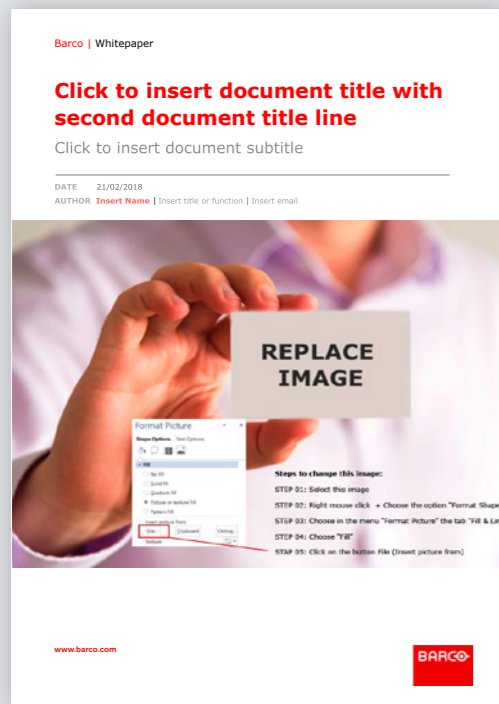 Barco | Whitepaper
Click to insert document title with
second document title line
Click to insert document subtitle
DATE 21/02/2018
AUTHOR Insert Name | Insert title or function | Insert email
REPLACE
IMAGE
Format Picture
Shape Options Text Options
Fill
No fill
Solid fill
Gradient fill
Picture or texture fill
Pattern fill
Insert picture from
File... Clipboard Online...
Texture
Steps to change this image:
STEP 01: Select this image
STEP 02: Right mouse click + Choose the option "Format Shape
STEP 03: Choose in the menu "Format Picture" the tab "Fill & Lin
STEP 04: Choose "Fill"
STAP 05: Click on the button File (Insert picture from)
www.barco.com
BARCO